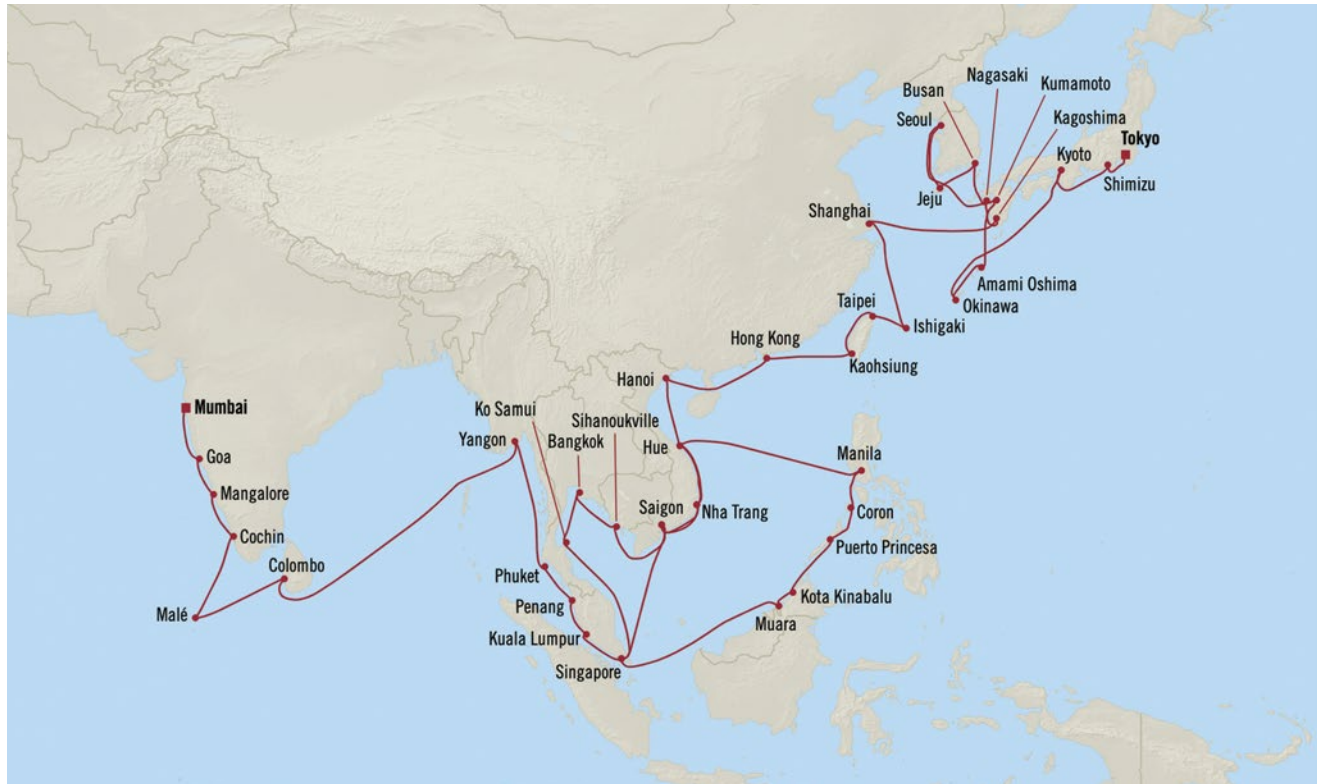 Nagasaki
Busan
Kumamoto
Seoul
Kagoshima
Tokyo
Kyoto
Shimizu
Jeju
Shanghai
Amami Oshima
Okinawa
Taipei
Ishigaki
Hong Kong
Kaohsiung
Hanoi
Mumbai
Ko Samui
Sihanoukville
Yangon
Bangkok
Hue
Manila
Goa
Mangalore
Saigon
Nha Trang
Coron
Cochin
Puerto Princesa
Colombo
Phuket
Kota Kinabalu
Malé
Penang
Muara
Kuala Lumpur
Singapore